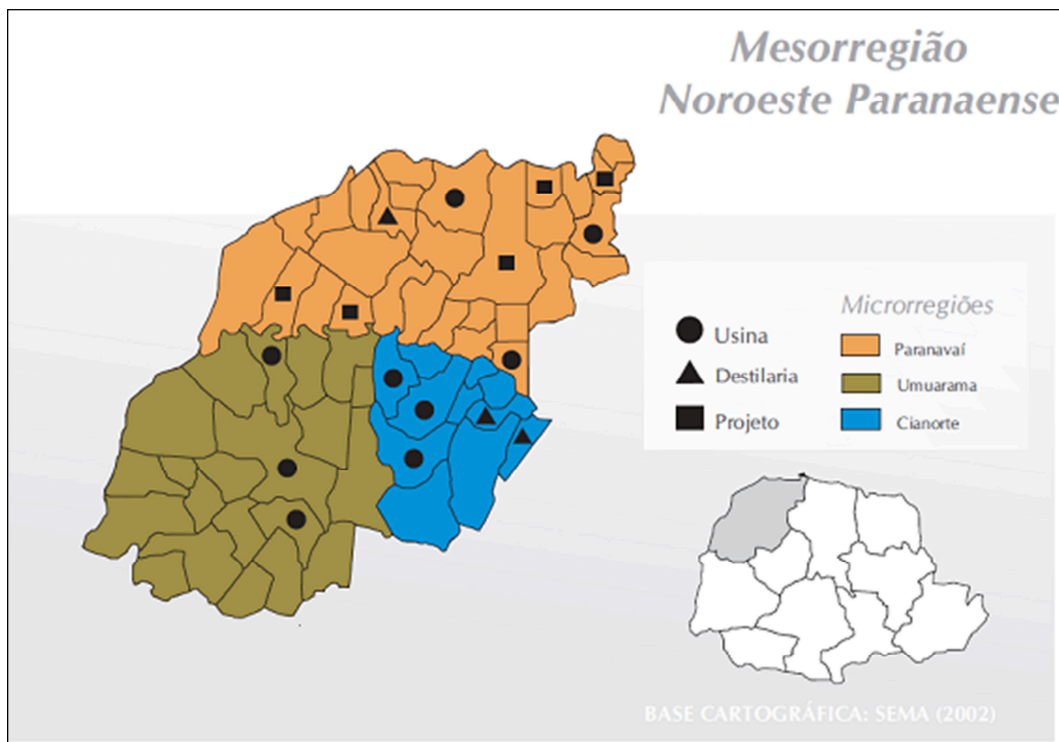 Mesorregião
Noroeste Paranaense
Usina
Destilaria
Projeto
Microrregiões
Paranavaí
Umuarama
Cianorte
BASE CARTOGRÁFICA: SEMA (2002)